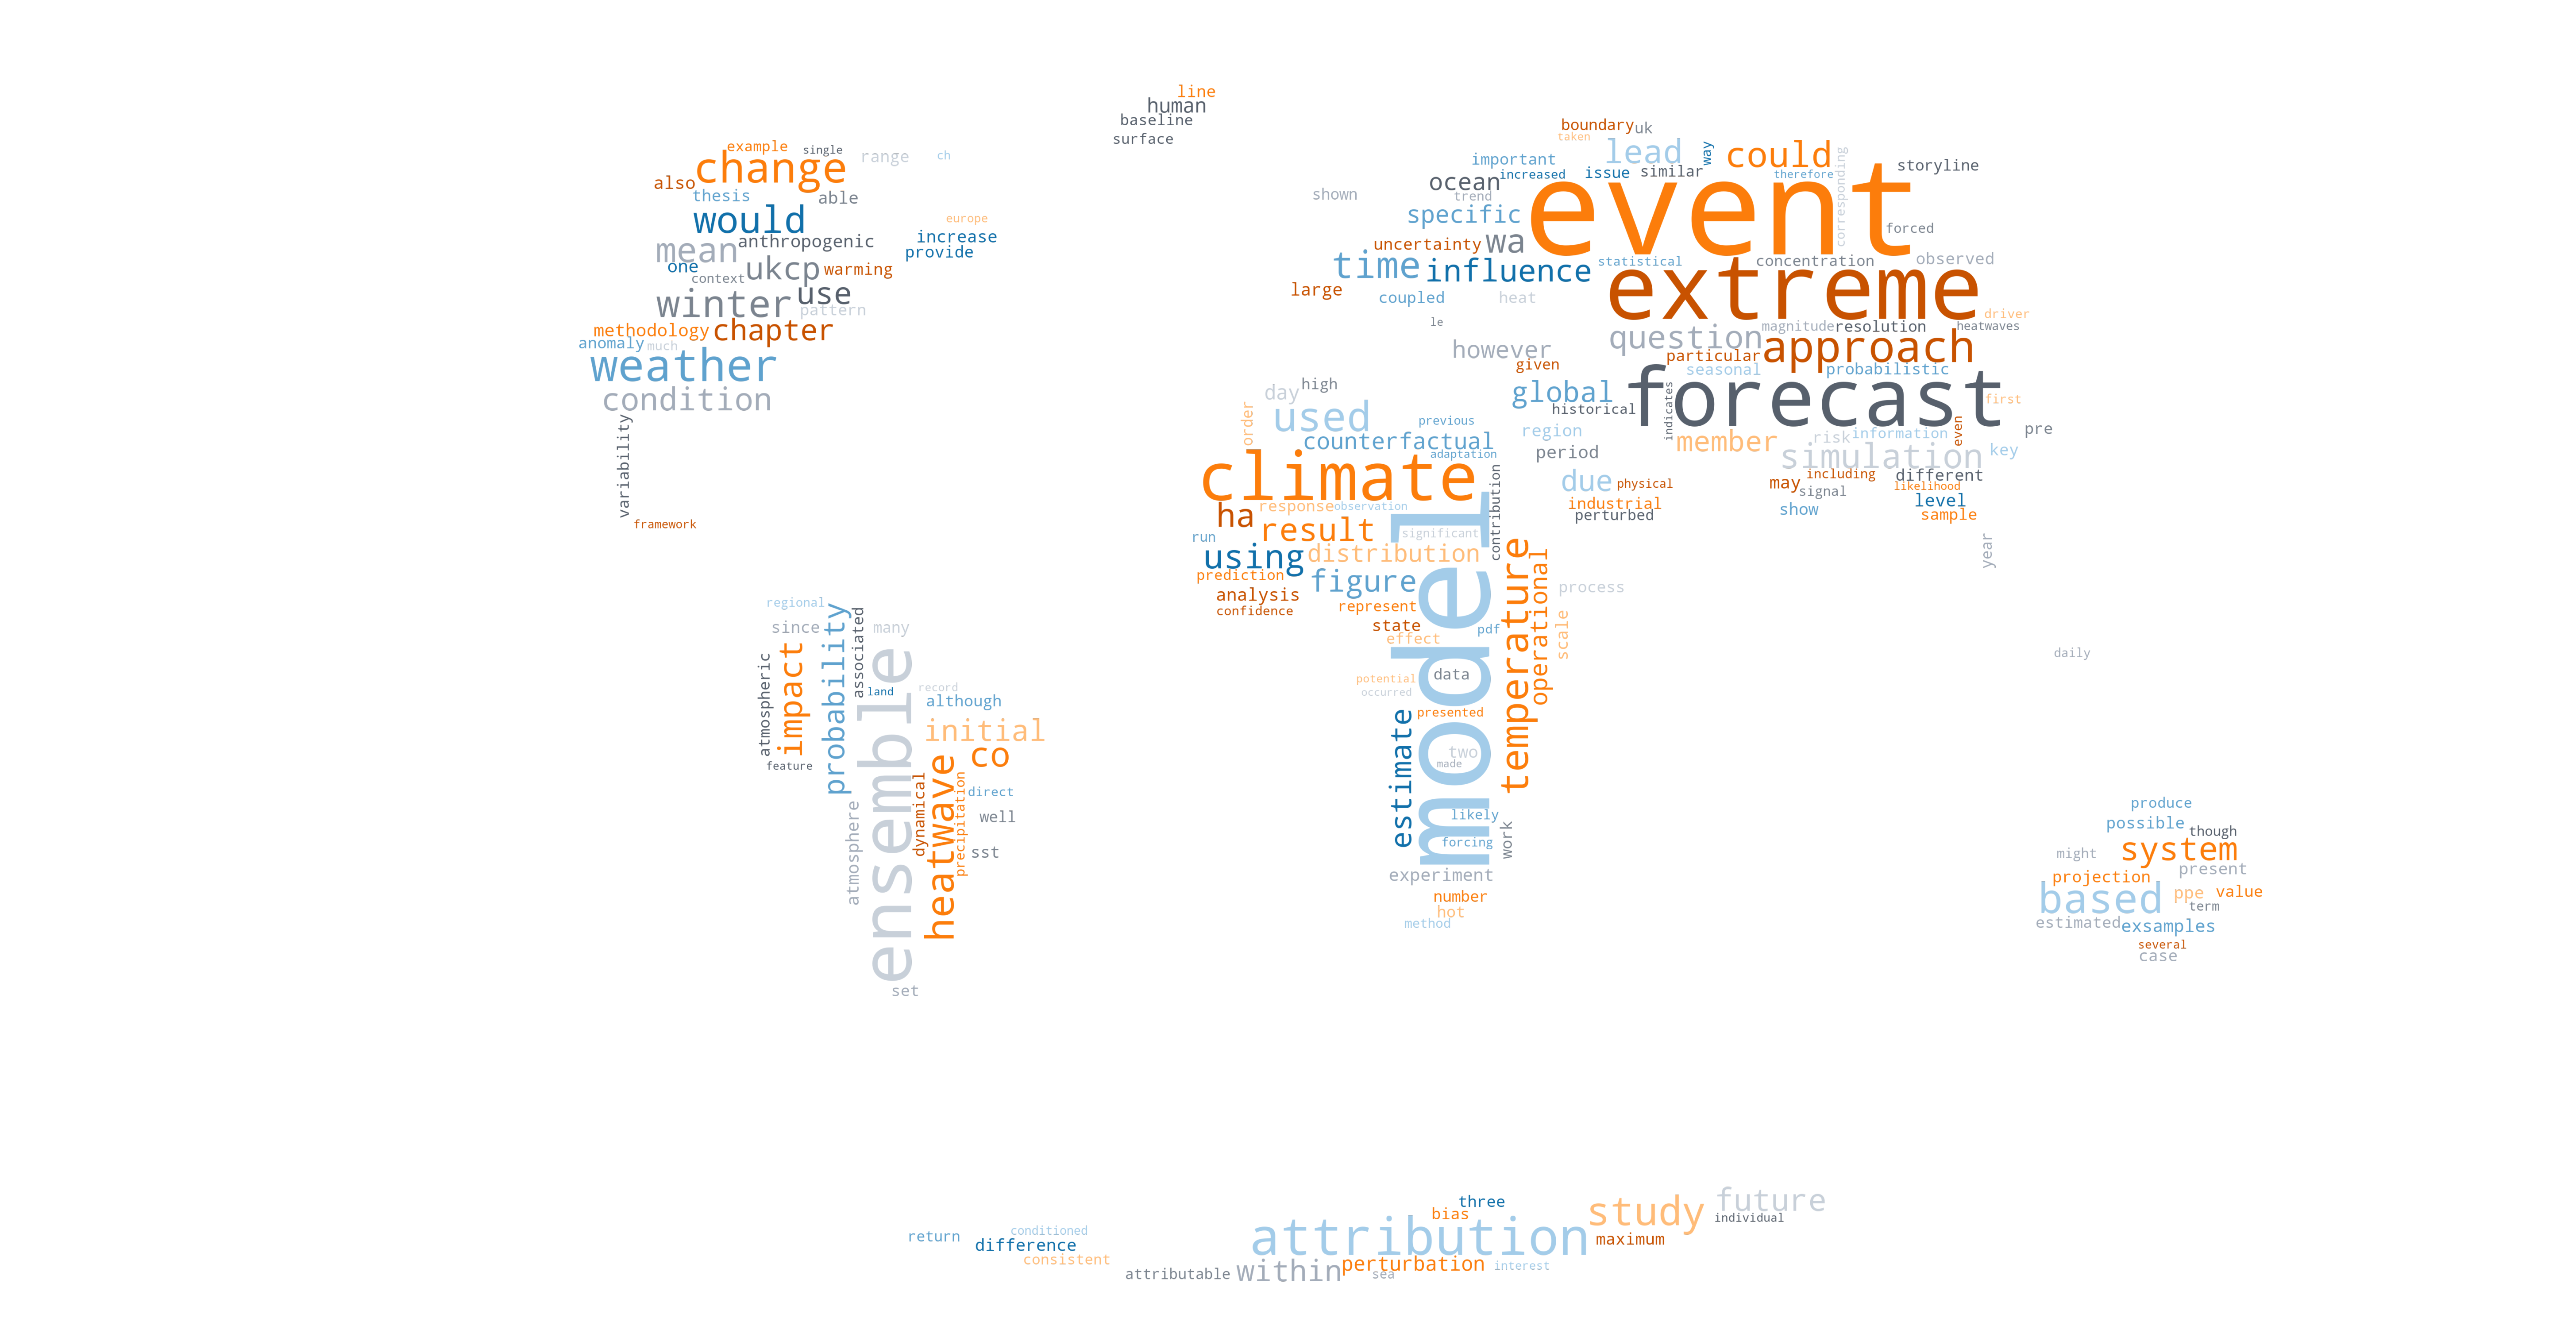 line
human
baseline
surface
example
single
change
range
ch
also
thesis
able
would
europe
mean
anthropogenic
increase
provide
one
context
ukcp
warming
winter
use
pattern
methodology
chapter
anomaly
much
weather
condition
variability
framework
regional
since
probability
associated
many
atmospheric
impact
land
record
although
ensemble
initial
co
feature
heatwave
dynamical
precipitation
direct
atmosphere
well
sst
set
boundary
uk
taken
important
lead
way
could
corresponding
storyline
ocean
increased
issue
similar
therefore
shown
trend
event
specific
forced
uncertainty
wa
time
influence
statistical
concentration
observed
extreme
large
coupled
heat
driver
le
question
magnitude
resolution
heatwaves
however
given
particular
approach
seasonal
probabilistic
high
day
global
forecast
historical
indicates
first
order
used
previous
region
member
risk
information
even
pre
counterfactual
adaptation
period
simulation
key
climate
contribution
due
physical
may
including
different
signal
likelihood
level
ha
response
observation
industrial
perturbed
show
sample
run
result
significant
model
year
using
distribution
temperature
operational
prediction
figure
process
analysis
confidence
represent
state
pdf
effect
scale
data
daily
potential
occurred
presented
estimate
two
made
likely
forcing
work
experiment
number
hot
method
produce
possible
though
might
system
projection
present
based
ppe
value
term
estimated
exsamples
several
case
three
bias
study
future
individual
return
conditioned
difference
attribution
maximum
consistent
attributable
within
perturbation
sea
interest